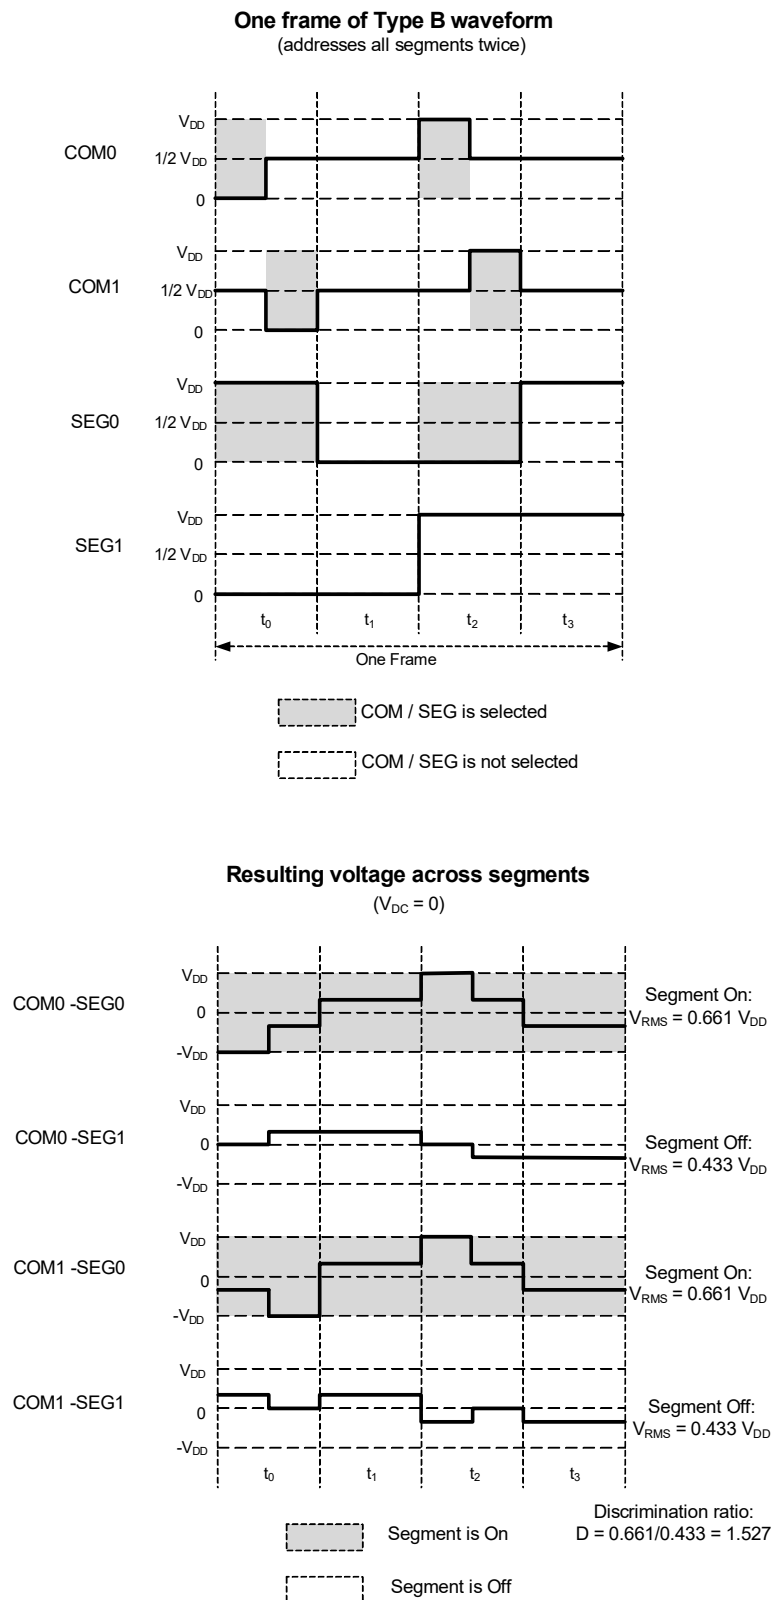 One frame of Type B waveform
(addresses all segments twice)
COM0
VDD
1/2 VDD
0
COM1
VDD
1/2 VDD
0
SEG0
VDD
1/2 VDD
0
SEG1
VDD
1/2 VDD
0
t0 t1 t2 t3
One Frame
COM / SEG is selected
COM / SEG is not selected
Resulting voltage across segments
(VDC = 0)
COM0 -SEG0
VDD
0
-VDD
Segment On:
VRMS = 0.661 VDD
COM0 -SEG1
VDD
0
-VDD
Segment Off:
VRMS = 0.433 VDD
COM1 -SEG0
VDD
0
-VDD
Segment On:
VRMS = 0.661 VDD
COM1 -SEG1
VDD
0
-VDD
Segment Off:
VRMS = 0.433 VDD
t0 t1 t2 t3
Segment is On
Segment is Off
Discrimination ratio:
D = 0.661/0.433 = 1.527